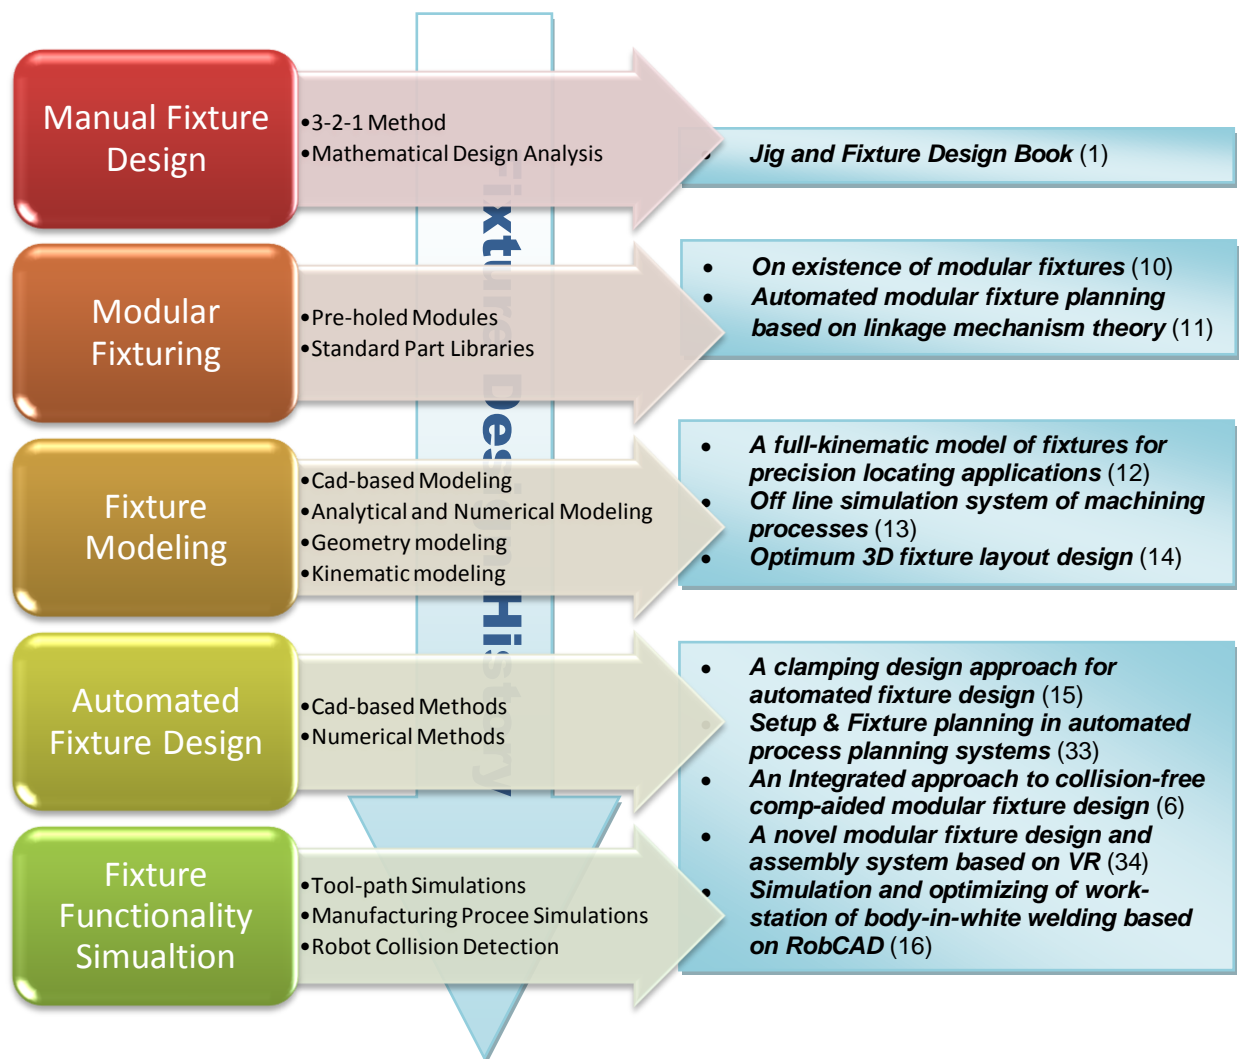 Manual Fixture
Design
•3-2-1 Method
•Mathematical Design Analysis
• Jig and Fixture Design Book (1)
Modular
Fixturing
•Pre-holed Modules
•Standard Part Libraries
• On existence of modular fixtures (10)
• Automated modular fixture planning
based on linkage mechanism theory (11)
Fixture
Modeling
•Cad-based Modeling
•Analytical and Numerical Modeling
•Geometry modeling
•Kinematic modeling
• A full-kinematic model of fixtures for
precision locating applications (12)
• Off line simulation system of machining
processes (13)
• Optimum 3D fixture layout design (14)
Automated
Fixture Design
•Cad-based Methods
•Numerical Methods
• A clamping design approach for
automated fixture design (15)
• Setup & Fixture planning in automated
process planning systems (33)
• An Integrated approach to collision-free
comp-aided modular fixture design (6)
• A novel modular fixture design and
assembly system based on VR (34)
• Simulation and optimizing of work-
station of body-in-white welding based
on RobCAD (16)
Fixture
Functionality
Simualtion
•Tool-path Simulations
•Manufacturing Procee Simulations
•Robot Collision Detection
Fixture Design History